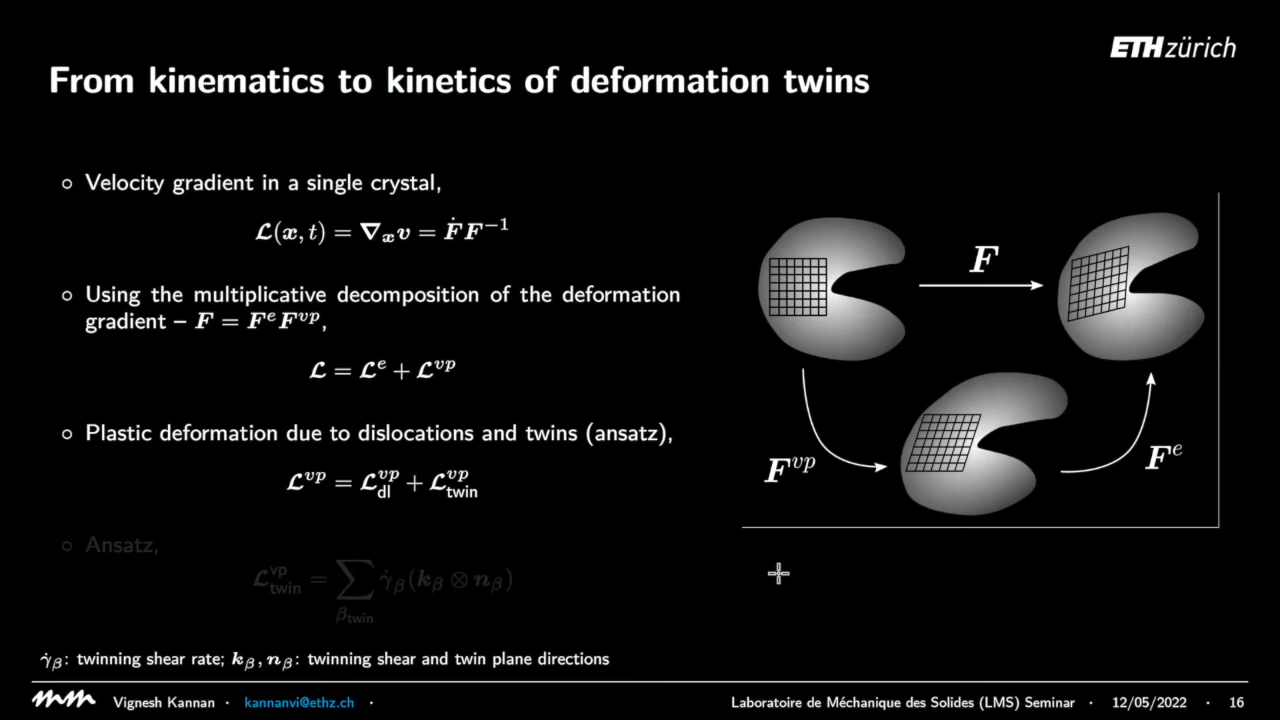 ETH zürich
From kinematics to kinetics of deformation twins
○ Velocity gradient in a single crystal,
𝓛(𝒙, t) = ∇ₓ𝒗 = Ḟ F⁻¹
○ Using the multiplicative decomposition of the deformation
gradient – F = Fᵉ Fᵛᵖ,
𝓛 = 𝓛ᵉ + 𝓛ᵛᵖ
○ Plastic deformation due to dislocations and twins (ansatz),
𝓛ᵛᵖ = 𝓛ᵛᵖ_dl + 𝓛ᵛᵖ_twin
○ Ansatz,
𝓛ᵛᵖ_twin = ∑_{β_twin} γ̇_β(k_β ⊗ n_β)
F
Fᵛᵖ
Fᵉ
γ̇_β: twinning shear rate; k_β, n_β: twinning shear and twin plane directions
mm Vignesh Kannan · kannanvi@ethz.ch · Laboratoire de Méchanique des Solides (LMS) Seminar · 12/05/2022 · 16